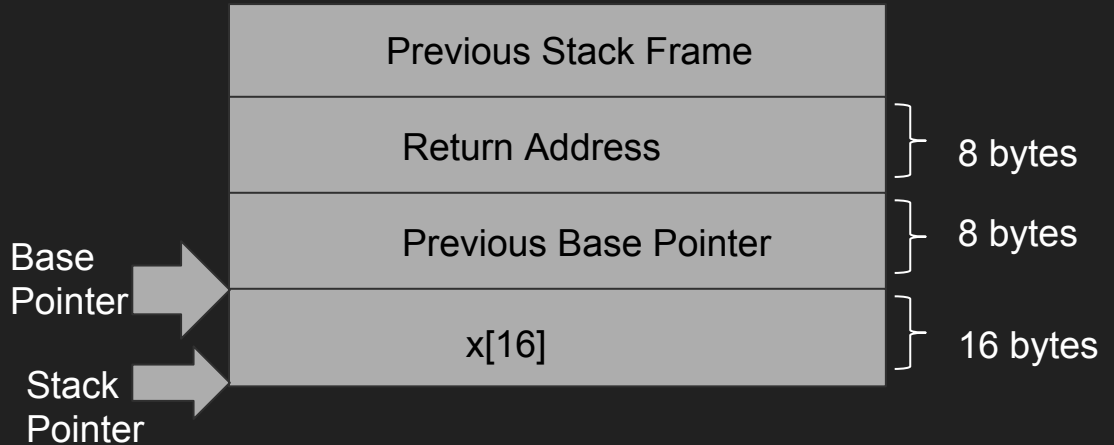 Previous Stack Frame
Return Address
8 bytes
Previous Base Pointer
8 bytes
Base
Pointer
x[16]
16 bytes
Stack
Pointer